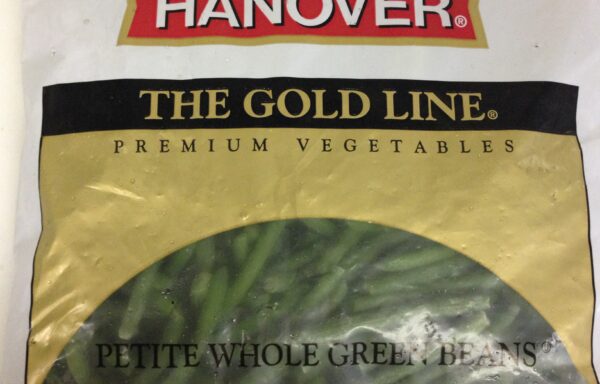 HANOVER®
THE GOLD LINE®
PREMIUM VEGETABLES
PETITE WHOLE GREEN BEANS®